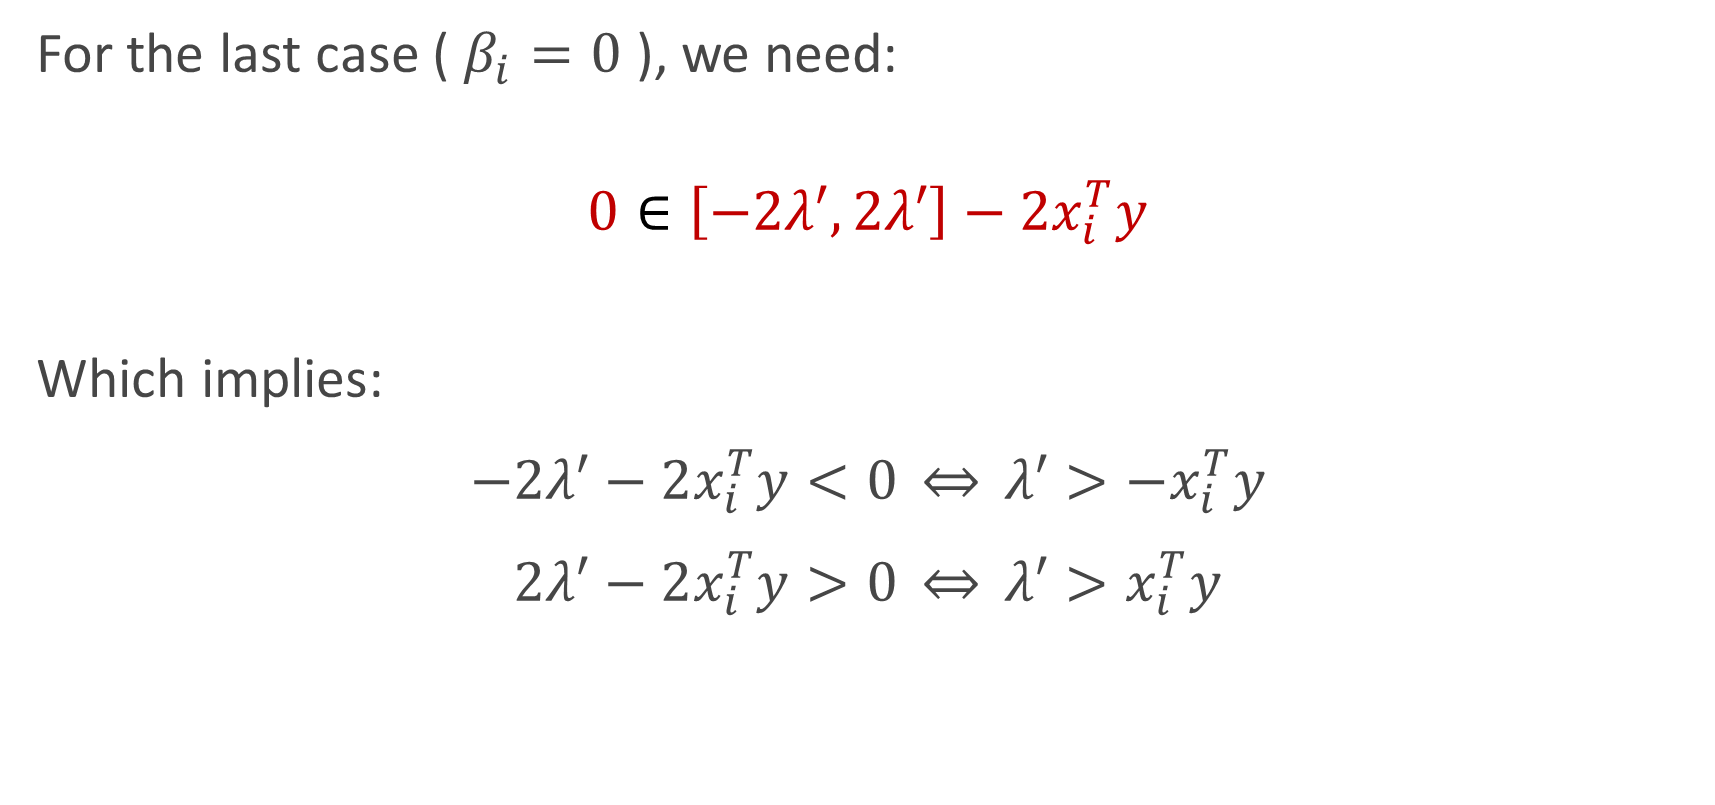 For the last case ( 𝛽ᵢ = 0 ), we need:
0 ∈ [−2𝜆′, 2𝜆′] − 2𝑥ᵢᵀ𝑦
Which implies:
−2𝜆′ − 2𝑥ᵢᵀ𝑦 < 0 ⇔ 𝜆′ > −𝑥ᵢᵀ𝑦
2𝜆′ − 2𝑥ᵢᵀ𝑦 > 0 ⇔ 𝜆′ > 𝑥ᵢᵀ𝑦